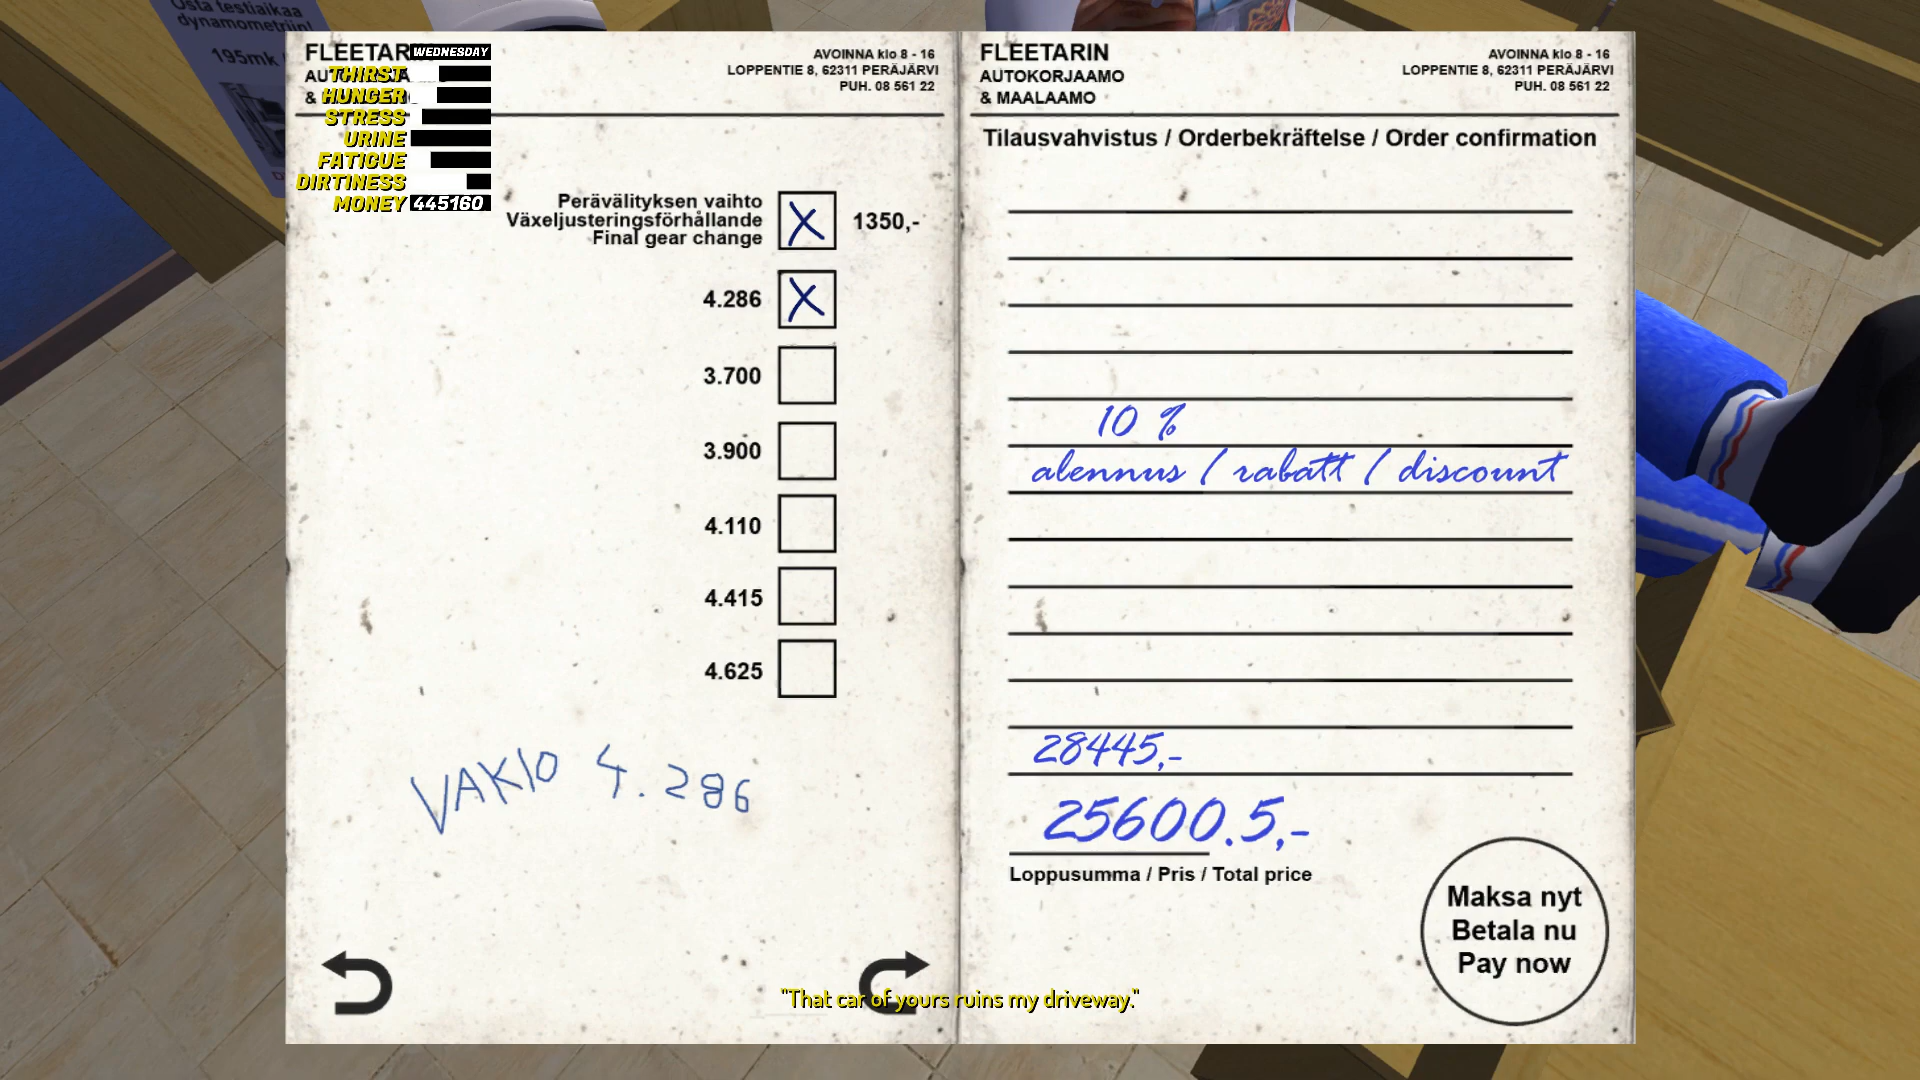 Osta testiaikaa
dynamometriin!
195mk
WEDNESDAY
THIRST
HUNGER
STRESS
URINE
FATIGUE
DIRTINESS
MONEY 445160
AVOINNA klo 8 - 16
LOPPENTIE 8, 62311 PERÄJÄRVI
PUH. 08 561 22
Perävälityksen vaihto
Växeljusteringsförhållande
Final gear change
X
1350,-
4.286 X
3.700
3.900
4.110
4.415
4.625
VAKIO 4.286
FLEETARIN
AUTOKORJAAMO
& MAALAAMO
AVOINNA klo 8 - 16
LOPPENTIE 8, 62311 PERÄJÄRVI
PUH. 08 561 22
Tilausvahvistus / Orderbekräftelse / Order confirmation
10 %
alennus / rabatt / discount
28445,-
25600.5,-
Loppusumma / Pris / Total price
Maksa nyt
Betala nu
Pay now
"That car of yours ruins my driveway."